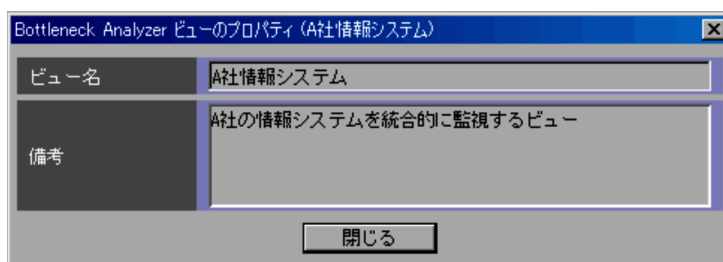 Bottleneck Analyzer ビューのプロパティ (A社情報システム)
ビュー名
A社情報システム
備考
A社の情報システムを統合的に監視するビュー
閉じる